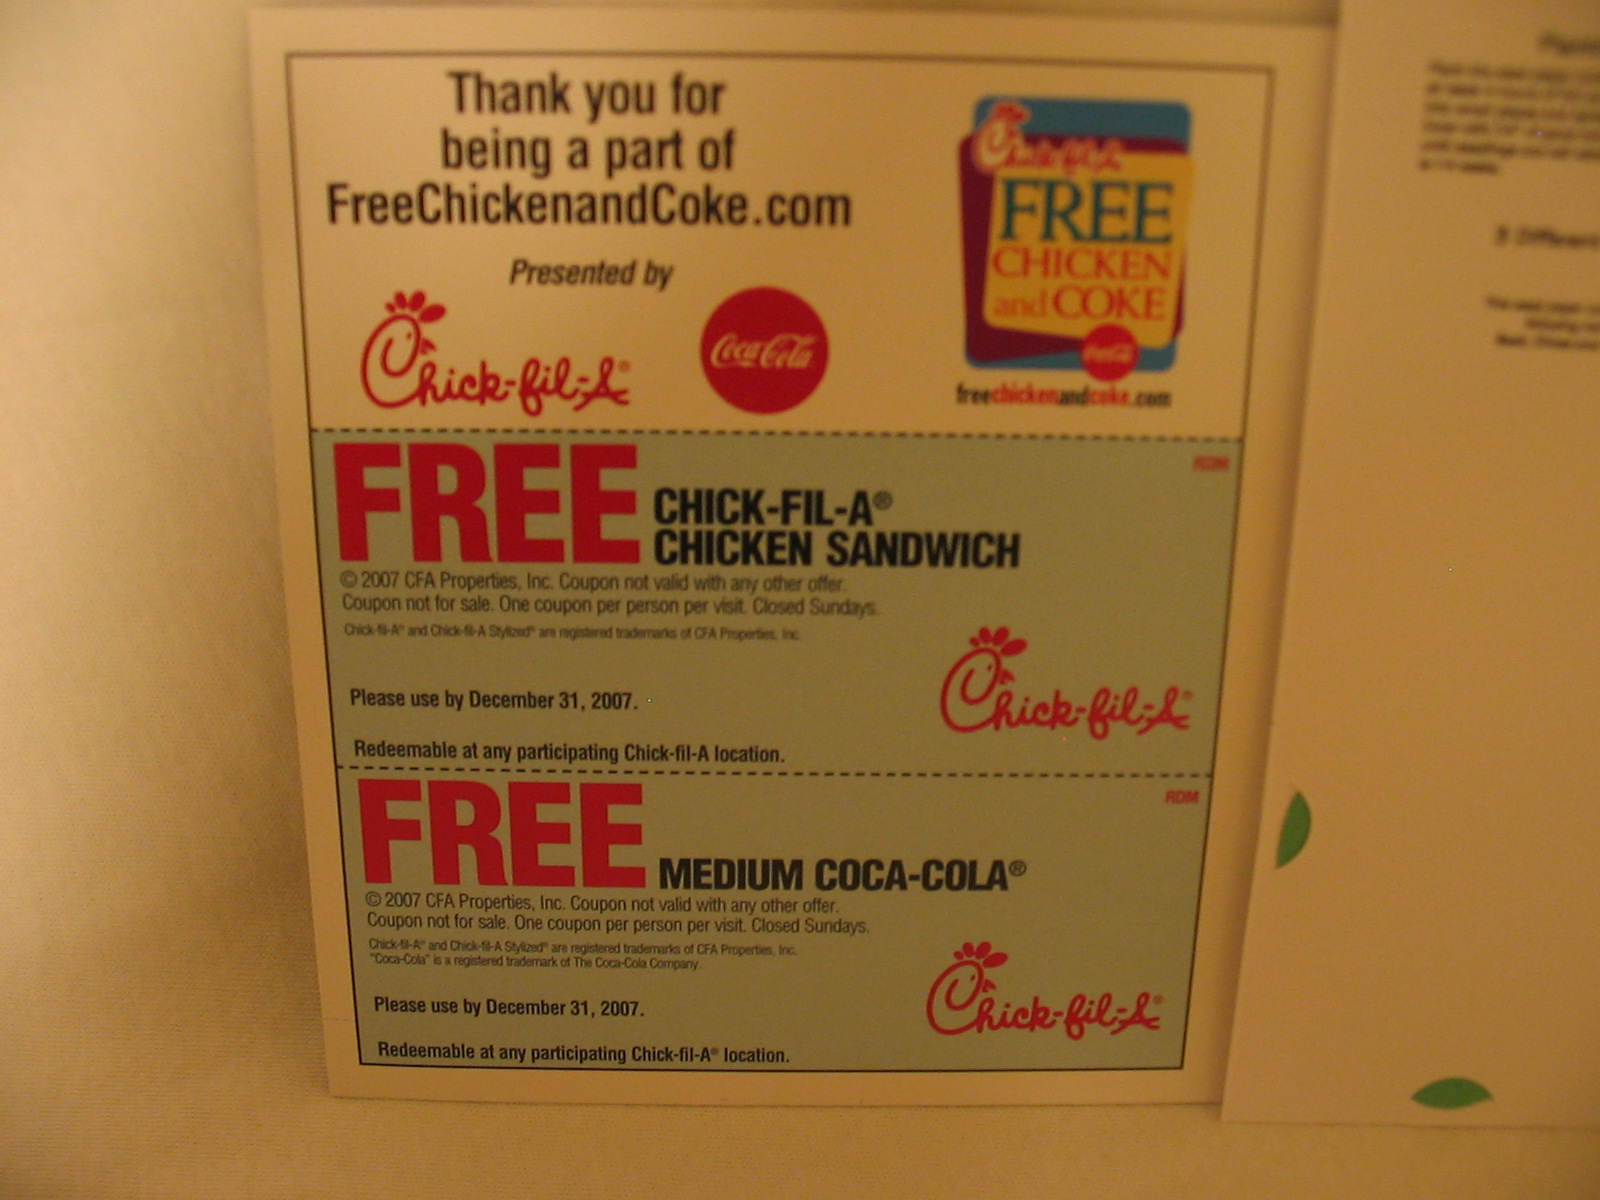 Thank you for
being a part of
FreeChickenandCoke.com
Presented by
Chick-fil-A®
Coca-Cola
Chick-fil-A
FREE
CHICKEN
and COKE
Coca-Cola
freechickenandcoke.com
RDM
FREE CHICK-FIL-A®
CHICKEN SANDWICH
© 2007 CFA Properties, Inc. Coupon not valid with any other offer.
Coupon not for sale. One coupon per person per visit. Closed Sundays.
Chick-fil-A® and Chick-fil-A Stylized® are registered trademarks of CFA Properties, Inc.
Chick-fil-A®
Please use by December 31, 2007.
Redeemable at any participating Chick-fil-A location.
RDM
FREE MEDIUM COCA-COLA®
© 2007 CFA Properties, Inc. Coupon not valid with any other offer.
Coupon not for sale. One coupon per person per visit. Closed Sundays.
Chick-fil-A® and Chick-fil-A Stylized® are registered trademarks of CFA Properties, Inc.
"Coca-Cola" is a registered trademark of The Coca-Cola Company.
Chick-fil-A®
Please use by December 31, 2007.
Redeemable at any participating Chick-fil-A® location.
3 Different